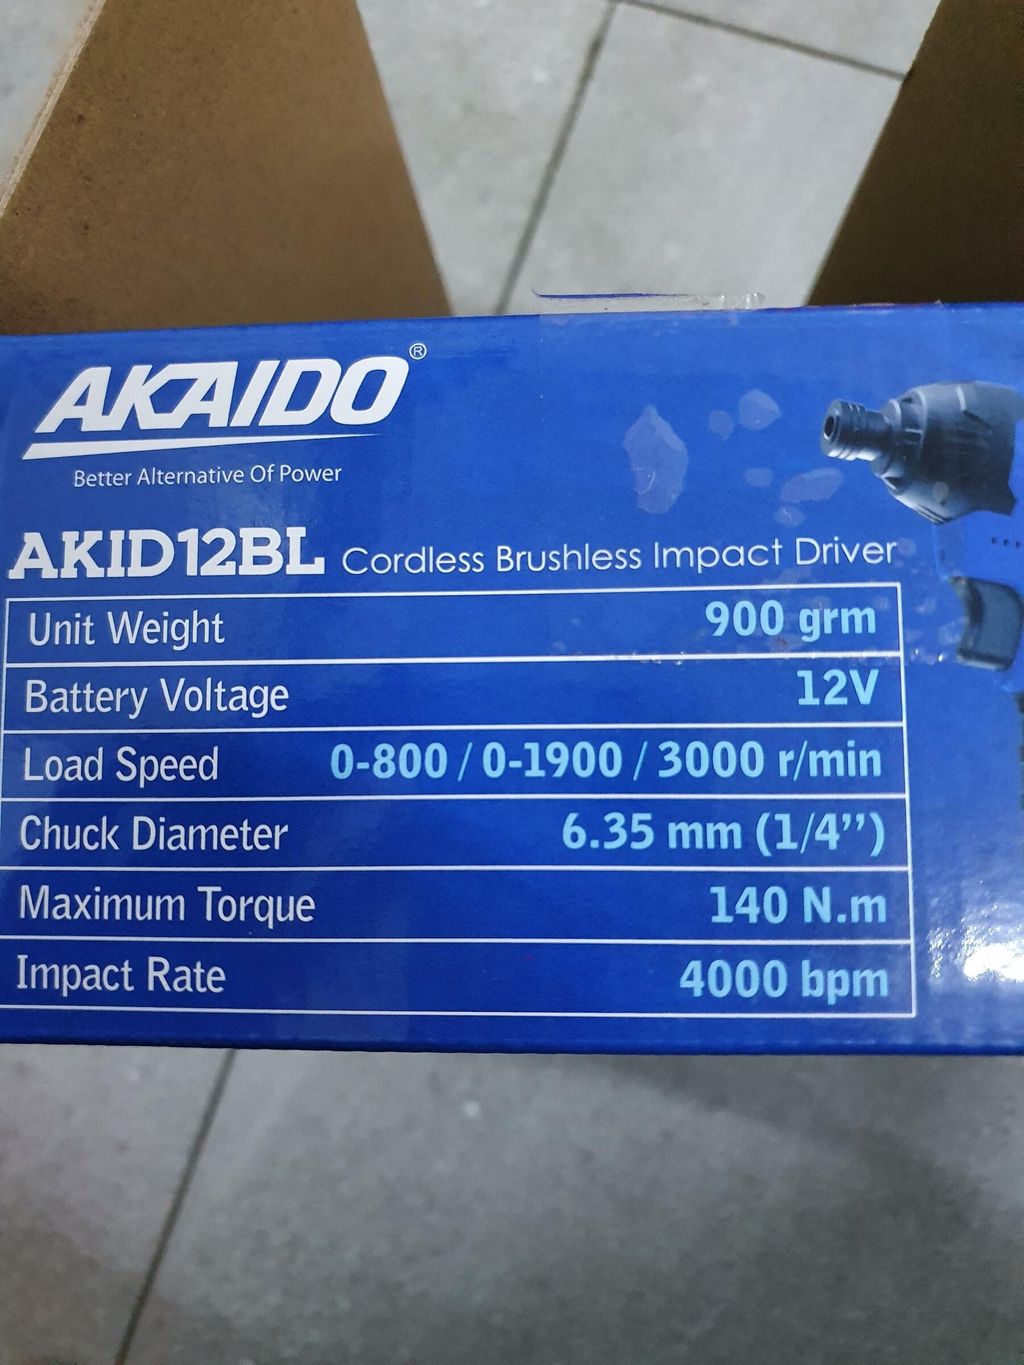 AKAIDO®
Better Alternative Of Power
AKID12BL Cordless Brushless Impact Driver
Unit Weight 900 grm
Battery Voltage 12V
Load Speed 0-800 / 0-1900 / 3000 r/min
Chuck Diameter 6.35 mm (1/4’’)
Maximum Torque 140 N.m
Impact Rate 4000 bpm